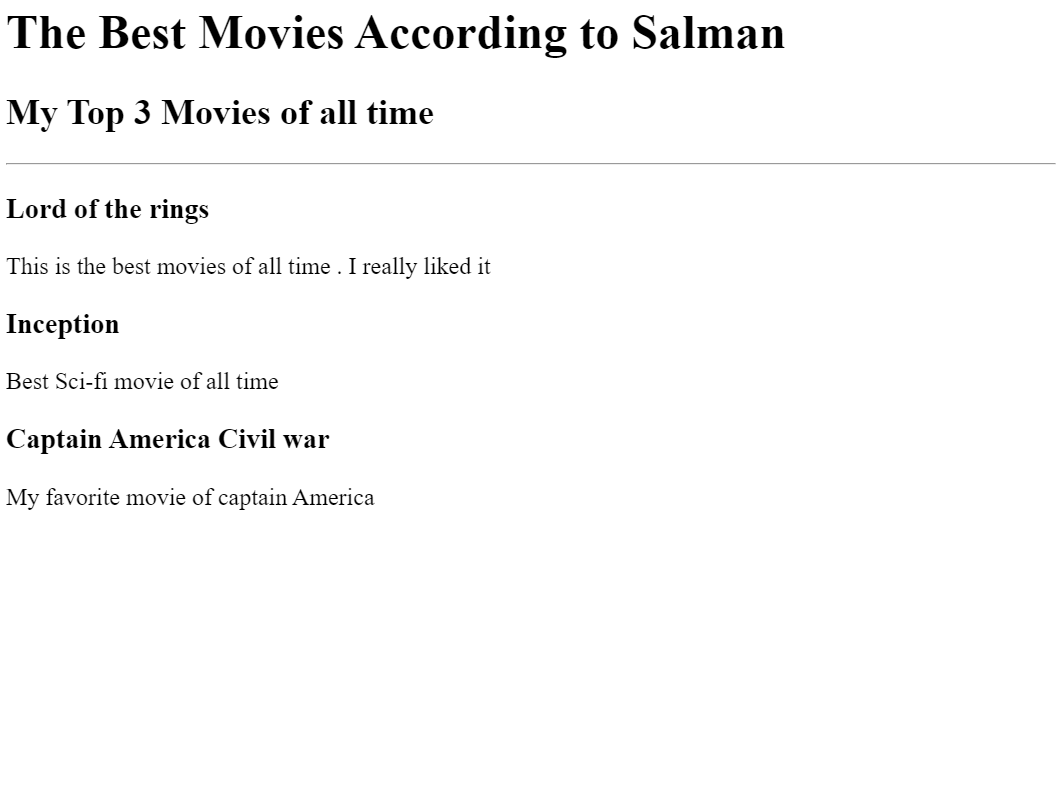 The Best Movies According to Salman
My Top 3 Movies of all time
Lord of the rings
This is the best movies of all time . I really liked it
Inception
Best Sci-fi movie of all time
Captain America Civil war
My favorite movie of captain America